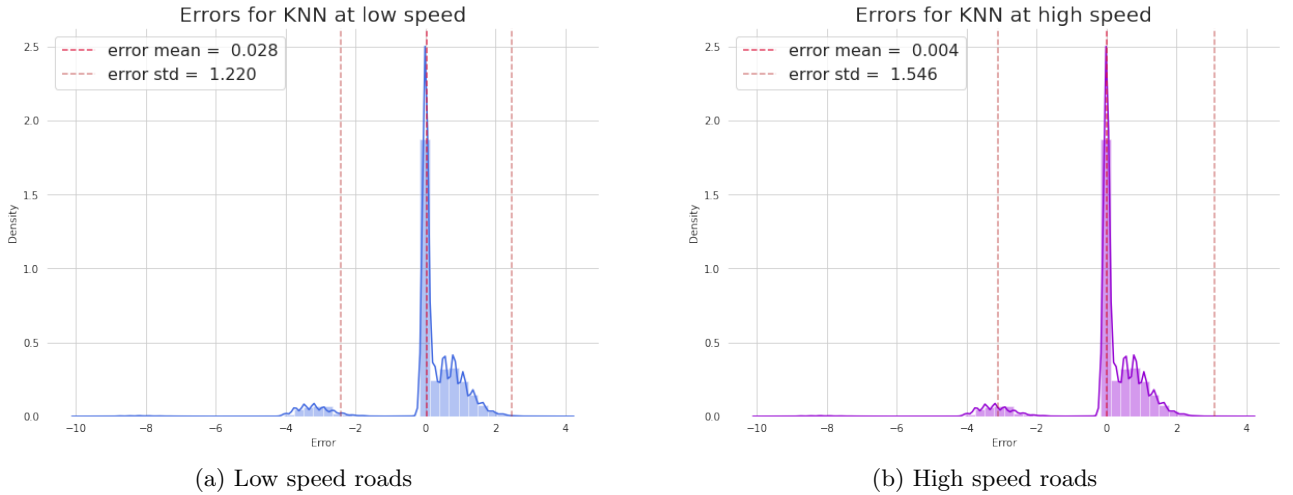 Errors for KNN at low speed
error mean = 0.028
error std = 1.220
2.5
2.0
1.5
1.0
0.5
0.0
Density
−10 −8 −6 −4 −2 0 2 4
Error
(a) Low speed roads
Errors for KNN at high speed
error mean = 0.004
error std = 1.546
2.5
2.0
1.5
1.0
0.5
0.0
Density
−10 −8 −6 −4 −2 0 2 4
Error
(b) High speed roads